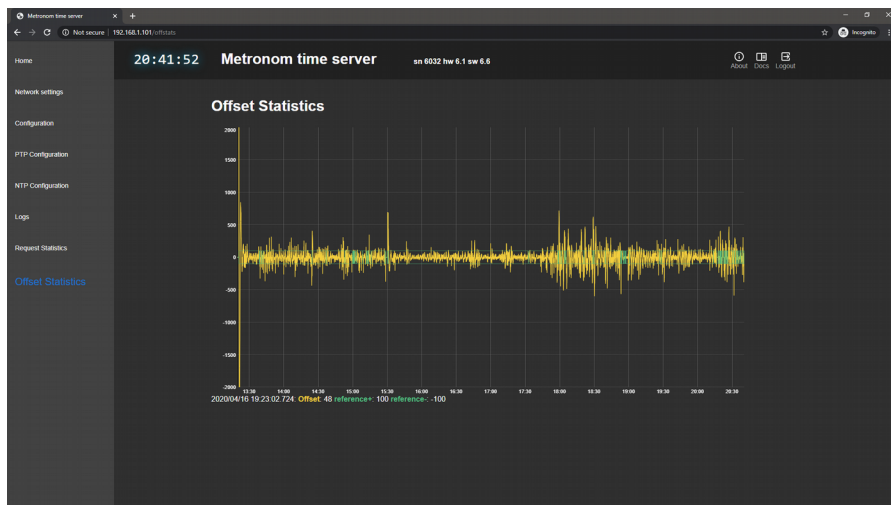 Metronom time server
Not secure 192.168.1.101/offstats
Incognito
20:41:52 Metronom time server sn 6032 hw 6.1 sw 6.6
About Docs Logout
Home
Network settings
Configuration
PTP Configuration
NTP Configuration
Logs
Request Statistics
Offset Statistics
Offset Statistics
2000
1500
1000
500
0
-500
-1000
-1500
-2000
13:30 14:00 14:30 15:00 15:30 16:00 16:30 17:00 17:30 18:00 18:30 19:00 19:30 20:00 20:30
2020/04/16 19:23:02.724: Offset: 48 reference+: 100 reference-: -100